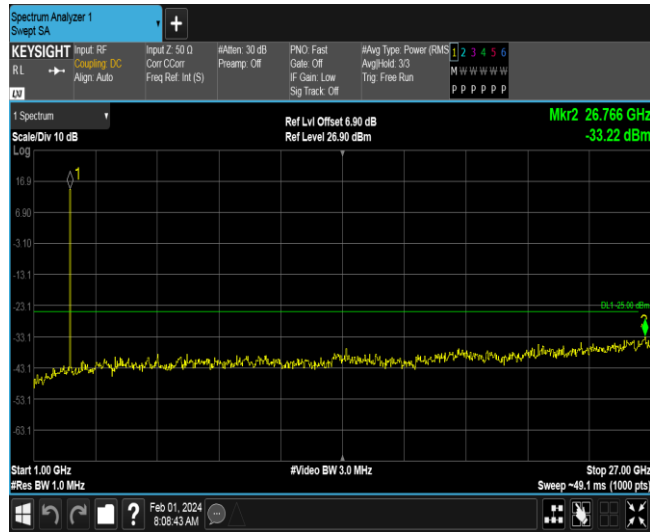 Spectrum Analyzer 1
Swept SA
+
KEYSIGHT
RL
LXI
Input: RF
Coupling: DC
Align: Auto
Input Z: 50 Ω
Corr CCorr
Freq Ref: Int (S)
#Atten: 30 dB
Preamp: Off
PNO: Fast
Gate: Off
IF Gain: Low
Sig Track: Off
#Avg Type: Power (RMS
Avg|Hold: 3/3
Trig: Free Run
1 2 3 4 5 6
M W W W W W
P P P P P P
1 Spectrum
Scale/Div 10 dB
Log
Ref Lvl Offset 6.90 dB
Ref Level 26.90 dBm
Mkr2 26.766 GHz
-33.22 dBm
1
16.9
6.90
-3.10
-13.1
-23.1
DL1 -25.00 dBm
2
-33.1
-43.1
-53.1
-63.1
Start 1.00 GHz
#Video BW 3.0 MHz
Stop 27.00 GHz
#Res BW 1.0 MHz
Sweep ~49.1 ms (1000 pts)
?
Feb 01, 2024
8:08:43 AM